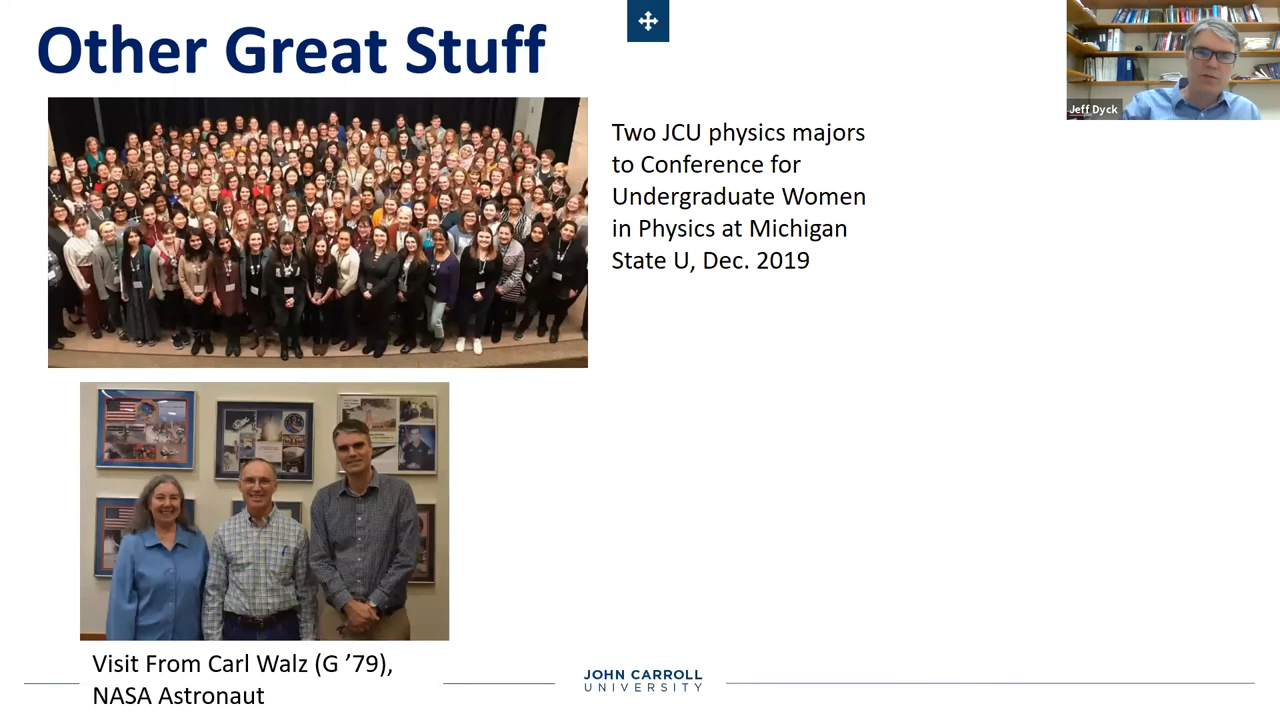 Other Great Stuff
Jeff Dyck
Two JCU physics majors
to Conference for
Undergraduate Women
in Physics at Michigan
State U, Dec. 2019
Visit From Carl Walz (G ’79),
NASA Astronaut
JOHN CARROLL
UNIVERSITY